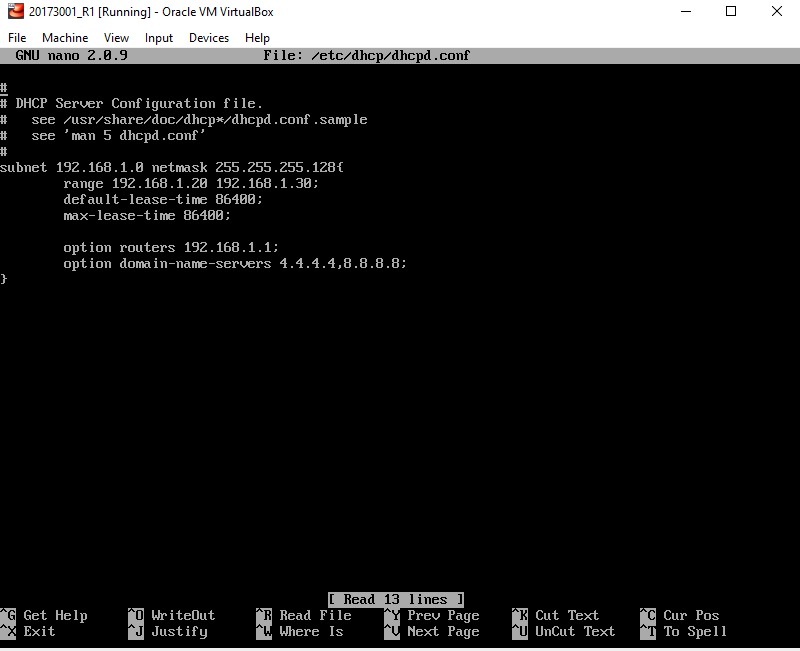 20173001_R1 [Running] - Oracle VM VirtualBox
File Machine View Input Devices Help
GNU nano 2.0.9 File: /etc/dhcp/dhcpd.conf
#
# DHCP Server Configuration file.
#   see /usr/share/doc/dhcp*/dhcpd.conf.sample
#   see 'man 5 dhcpd.conf'
#
subnet 192.168.1.0 netmask 255.255.255.128{
        range 192.168.1.20 192.168.1.30;
        default-lease-time 86400;
        max-lease-time 86400;
        option routers 192.168.1.1;
        option domain-name-servers 4.4.4.4,8.8.8.8;
}
[ Read 13 lines ]
^G Get Help ^O WriteOut ^R Read File ^Y Prev Page ^K Cut Text ^C Cur Pos
^X Exit ^J Justify ^W Where Is ^V Next Page ^U UnCut Text ^T To Spell